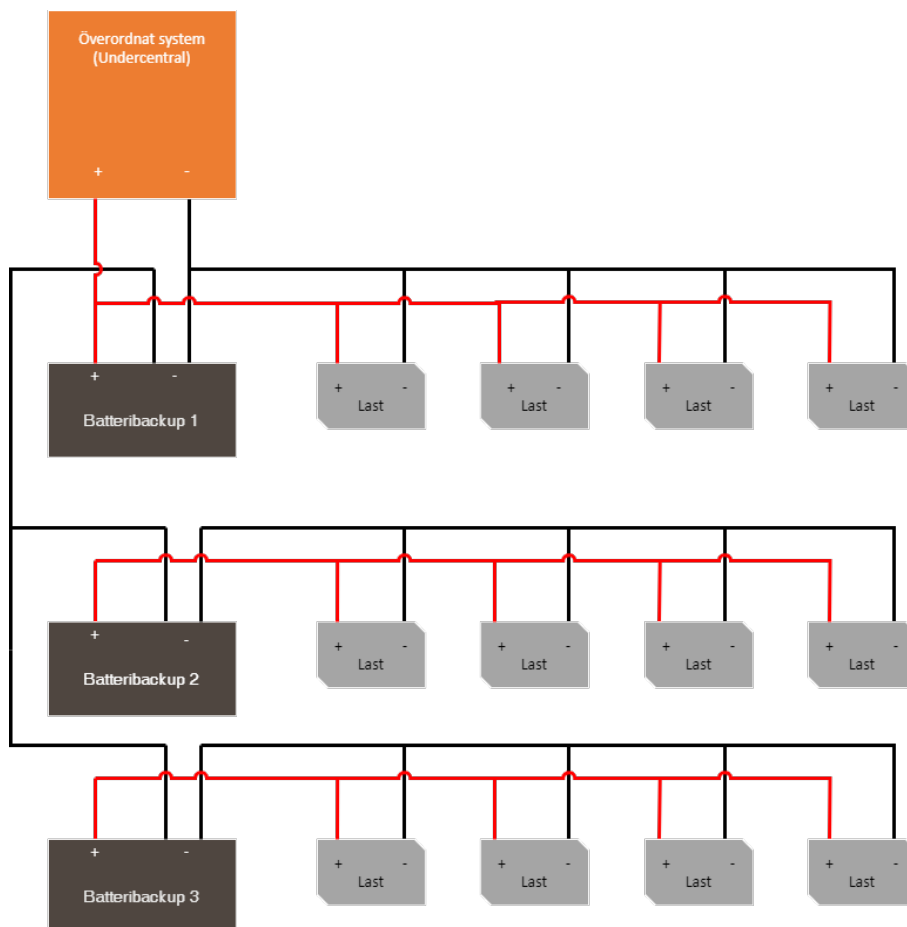 Överordnat system
(Undercentral)
+ -
+ -
Batteribackup 1
+ -
Last
+ -
Last
+ -
Last
+ -
Last
+ -
Batteribackup 2
+ -
Last
+ -
Last
+ -
Last
+ -
Last
+ -
Batteribackup 3
+ -
Last
+ -
Last
+ -
Last
+ -
Last